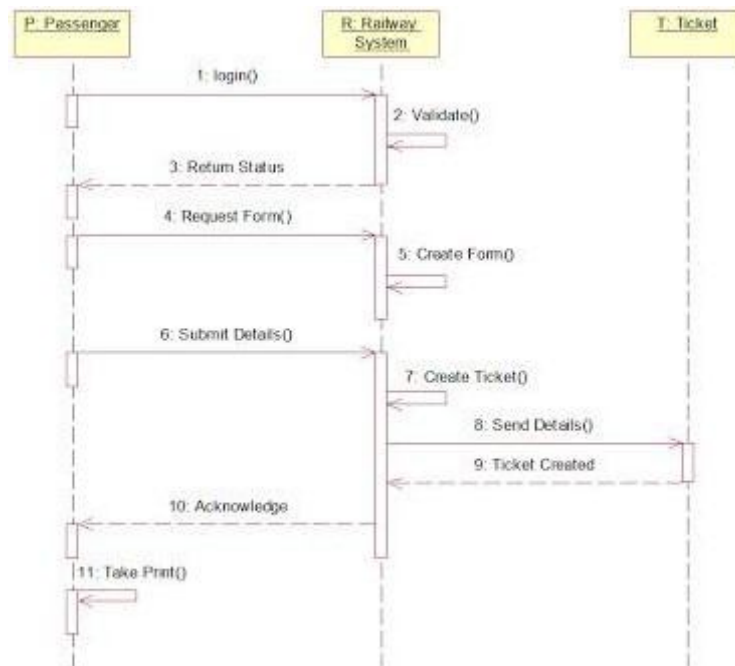 P: Passenger
R: Railway
System
T: Ticket
1: login()
2: Validate()
3: Return Status
4: Request Form()
5: Create Form()
6: Submit Details()
7: Create Ticket()
8: Send Details()
9: Ticket Created
10: Acknowledge
11: Take Print()